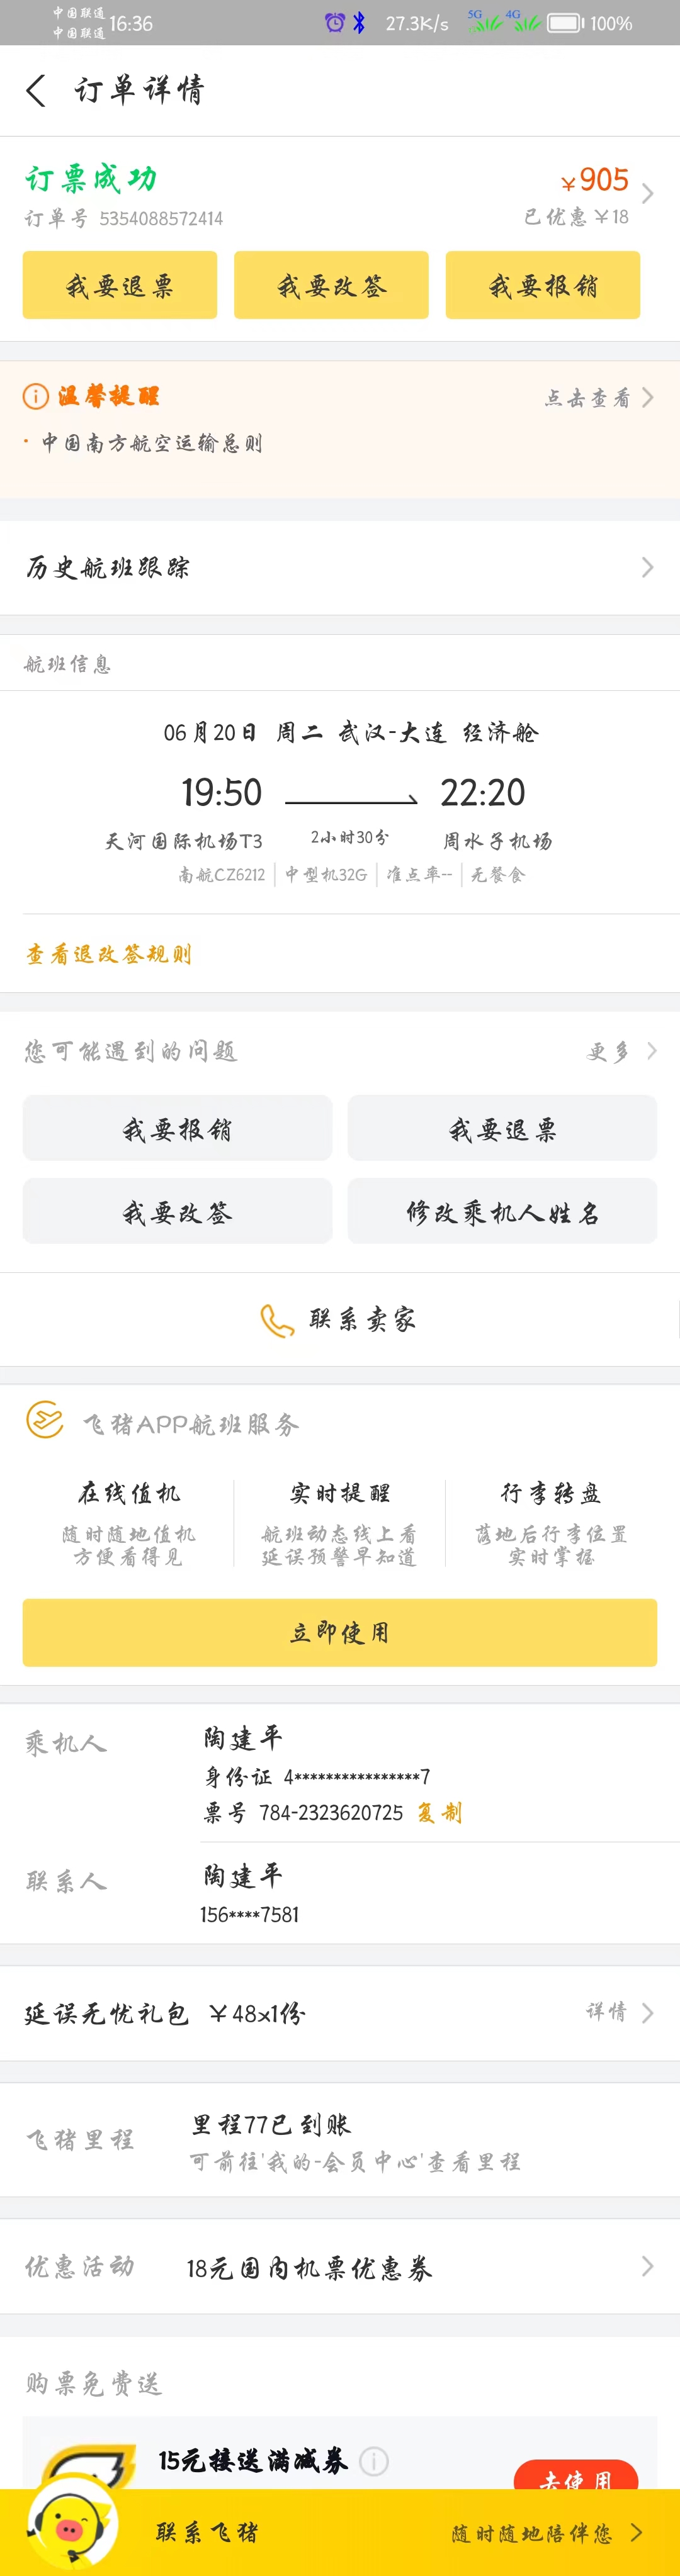 中国联通
中国联通
16:36
27.3K/s 5G 4G 100%
订单详情
订票成功
¥905
订单号 5354088572414
已优惠¥18
我要退票
我要改签
我要报销
温馨提醒
点击查看
· 中国南方航空运输总则
历史航班跟踪
航班信息
06月20日 周二 武汉-大连 经济舱
19:50
22:20
天河国际机场T3
2小时30分
周水子机场
南航CZ6212 | 中型机32G | 准点率-- | 无餐食
查看退改签规则
您可能遇到的问题
更多
我要报销
我要退票
我要改签
修改乘机人姓名
联系卖家
飞猪APP航班服务
在线值机
实时提醒
行李转盘
随时随地值机
方便看得见
航班动态线上看
延误预警早知道
落地后行李位置
实时掌握
立即使用
乘机人
陶建平
身份证 4****************7
票号 784-2323620725 复制
联系人
陶建平
156****7581
延误无忧礼包 ¥48x1份
详情
飞猪里程
里程77已到账
可前往'我的-会员中心'查看里程
优惠活动
18元国内机票优惠券
购票免费送
15元接送满减券
去使用
联系飞猪
随时随地陪伴您